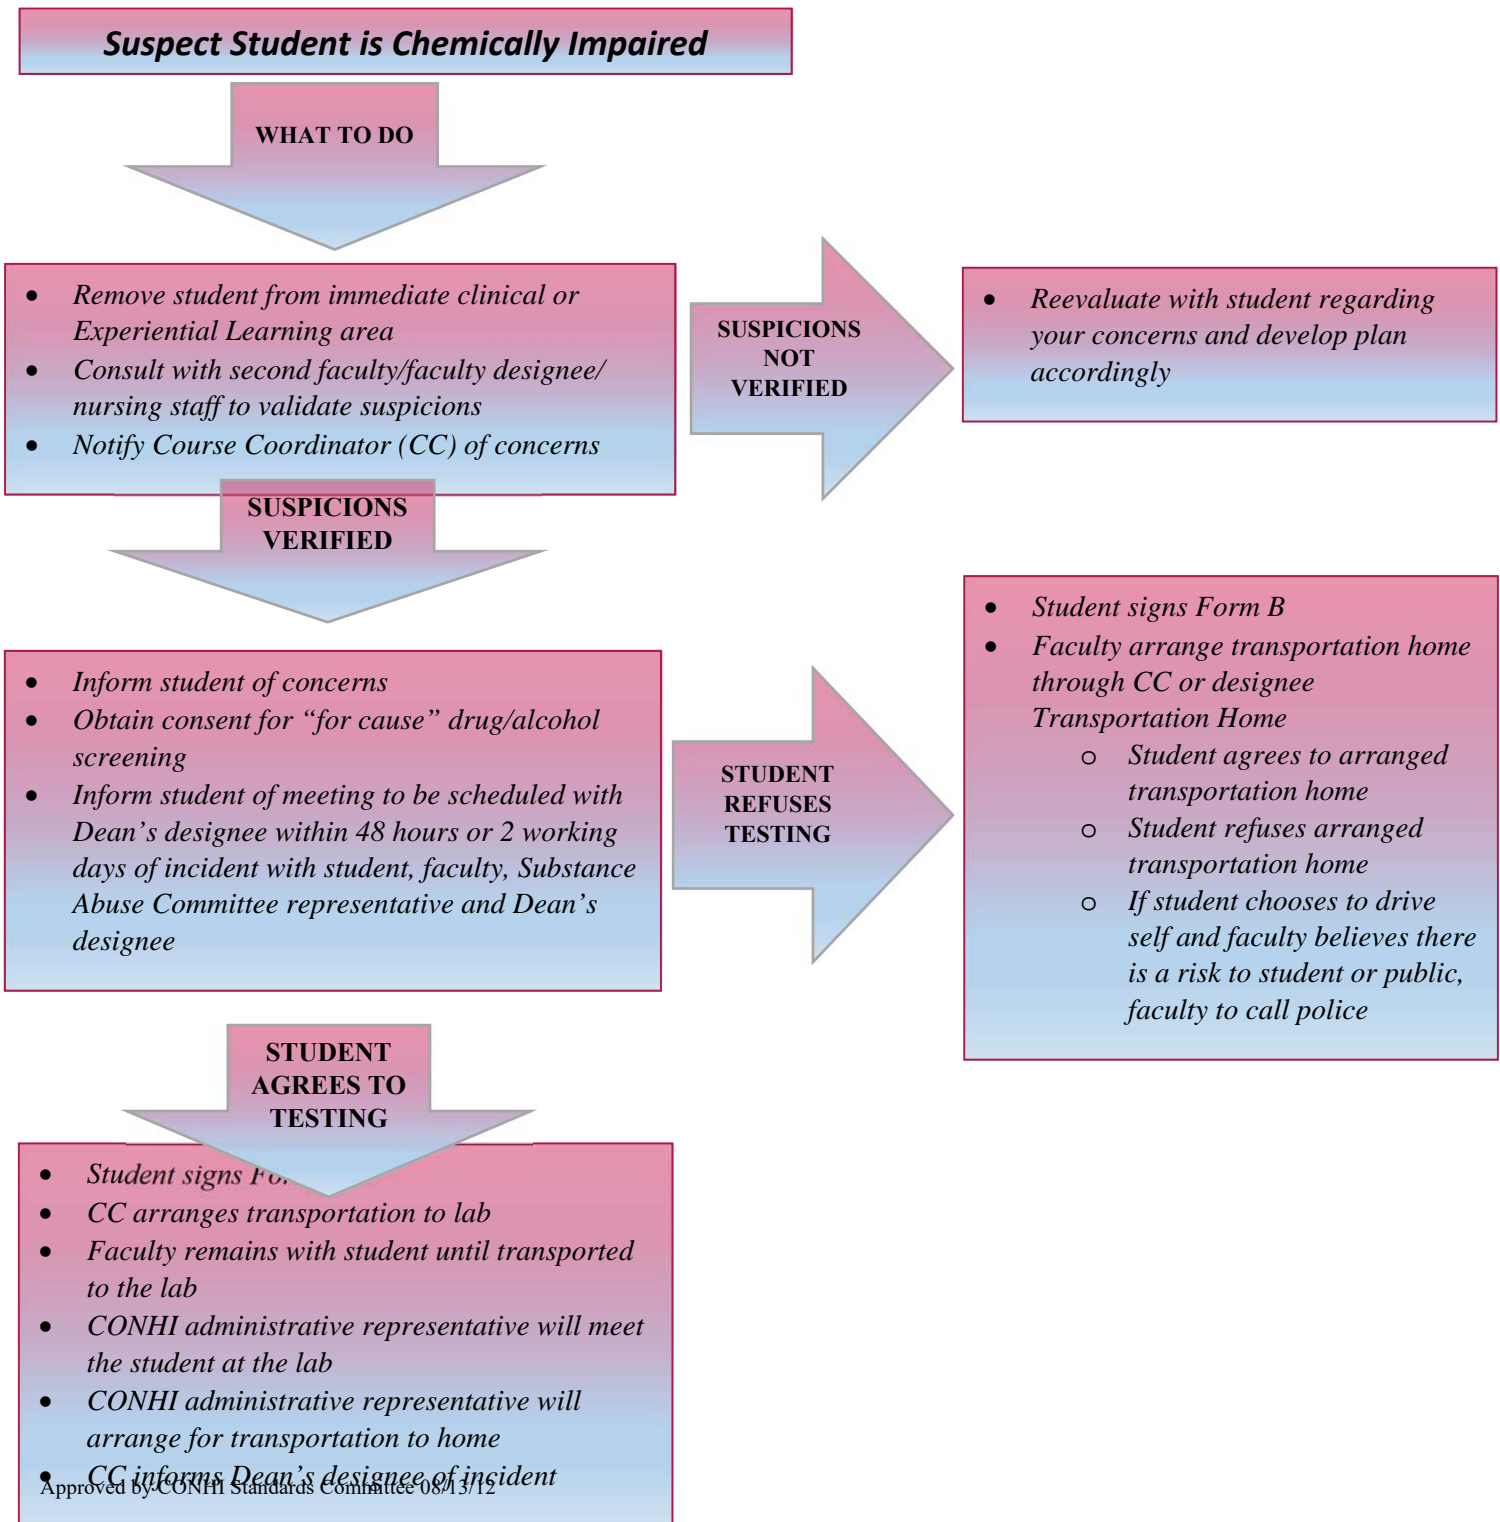 Suspect Student is Chemically Impaired
WHAT TO DO
• Remove student from immediate clinical or
Experiential Learning area
• Consult with second faculty/faculty designee/
nursing staff to validate suspicions
• Notify Course Coordinator (CC) of concerns
SUSPICIONS
NOT
VERIFIED
• Reevaluate with student regarding
your concerns and develop plan
accordingly
SUSPICIONS
VERIFIED
• Inform student of concerns
• Obtain consent for “for cause” drug/alcohol
screening
• Inform student of meeting to be scheduled with
Dean’s designee within 48 hours or 2 working
days of incident with student, faculty, Substance
Abuse Committee representative and Dean’s
designee
STUDENT
REFUSES
TESTING
• Student signs Form B
• Faculty arrange transportation home
through CC or designee
Transportation Home
o Student agrees to arranged
transportation home
o Student refuses arranged
transportation home
o If student chooses to drive
self and faculty believes there
is a risk to student or public,
faculty to call police
STUDENT
AGREES TO
TESTING
• Student signs
• CC arranges transportation to lab
• Faculty remains with student until transported
to the lab
• CONHI administrative representative will meet
the student at the lab
• CONHI administrative representative will
arrange for transportation to home
• CC informs Dean’s designee of incident
Approved by CONHI Standards Committee 08/13/12